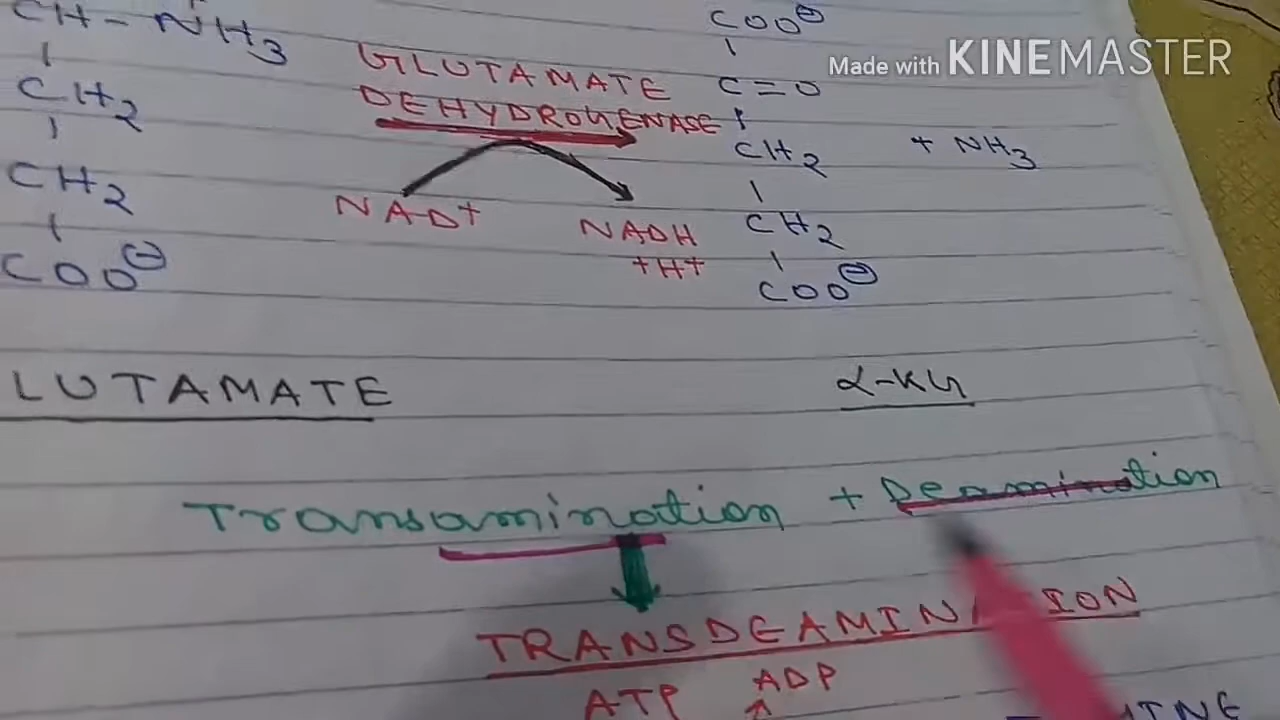 COO⊖
Made with KINEMASTER
CH - NH3
GLUTAMATE
C=O
CH2
DEHYDROGENASE
CH2
+ NH3
CH2
NAD+
NADH
+H+
CH2
COO⊖
COO⊖
LUTAMATE
α-KG
Transamination + Deamination
TRANSDEAMINATION
ATP
ADP